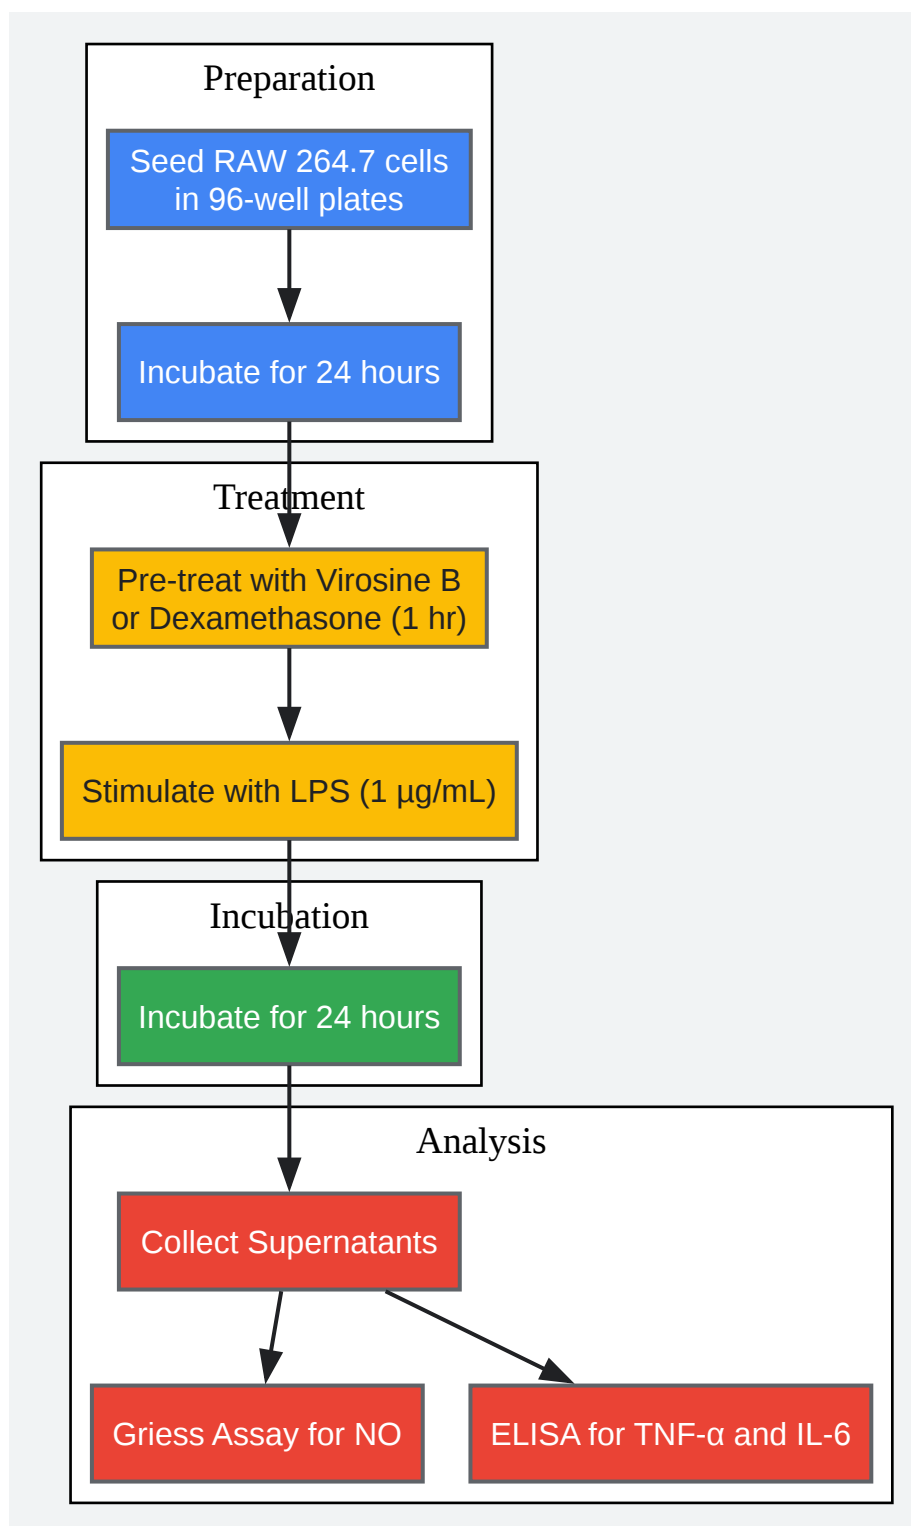 Preparation
Seed RAW 264.7 cells
in 96-well plates
Incubate for 24 hours
Treatment
Pre-treat with Virosine B
or Dexamethasone (1 hr)
Stimulate with LPS (1 µg/mL)
Incubation
Incubate for 24 hours
Analysis
Collect Supernatants
Griess Assay for NO
ELISA for TNF-α and IL-6